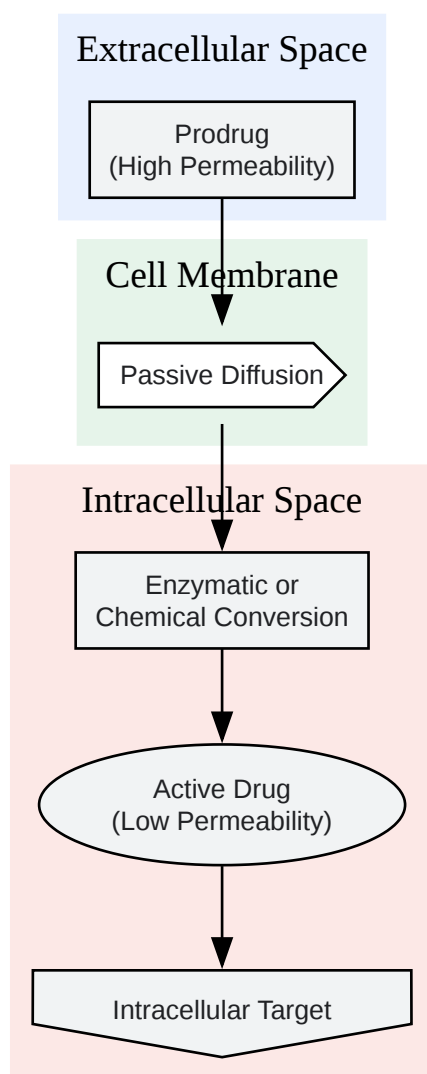 Extracellular Space
Prodrug
(High Permeability)
Cell Membrane
Passive Diffusion
Intracellular Space
Enzymatic or
Chemical Conversion
Active Drug
(Low Permeability)
Intracellular Target